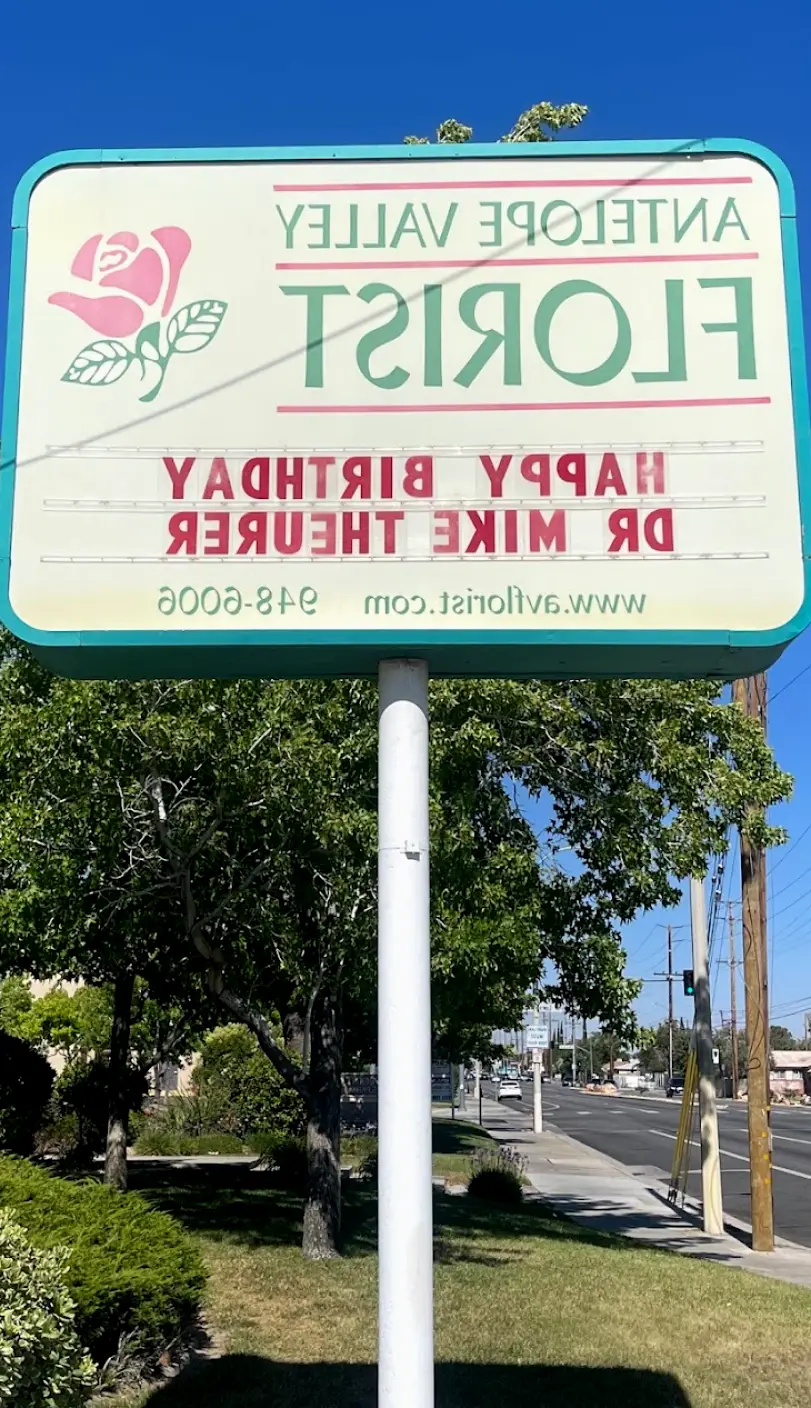 ANTELOPE VALLEY
FLORIST
HAPPY BIRTHDAY
DR MIKE THEURER
www.avflorist.com 948-6006